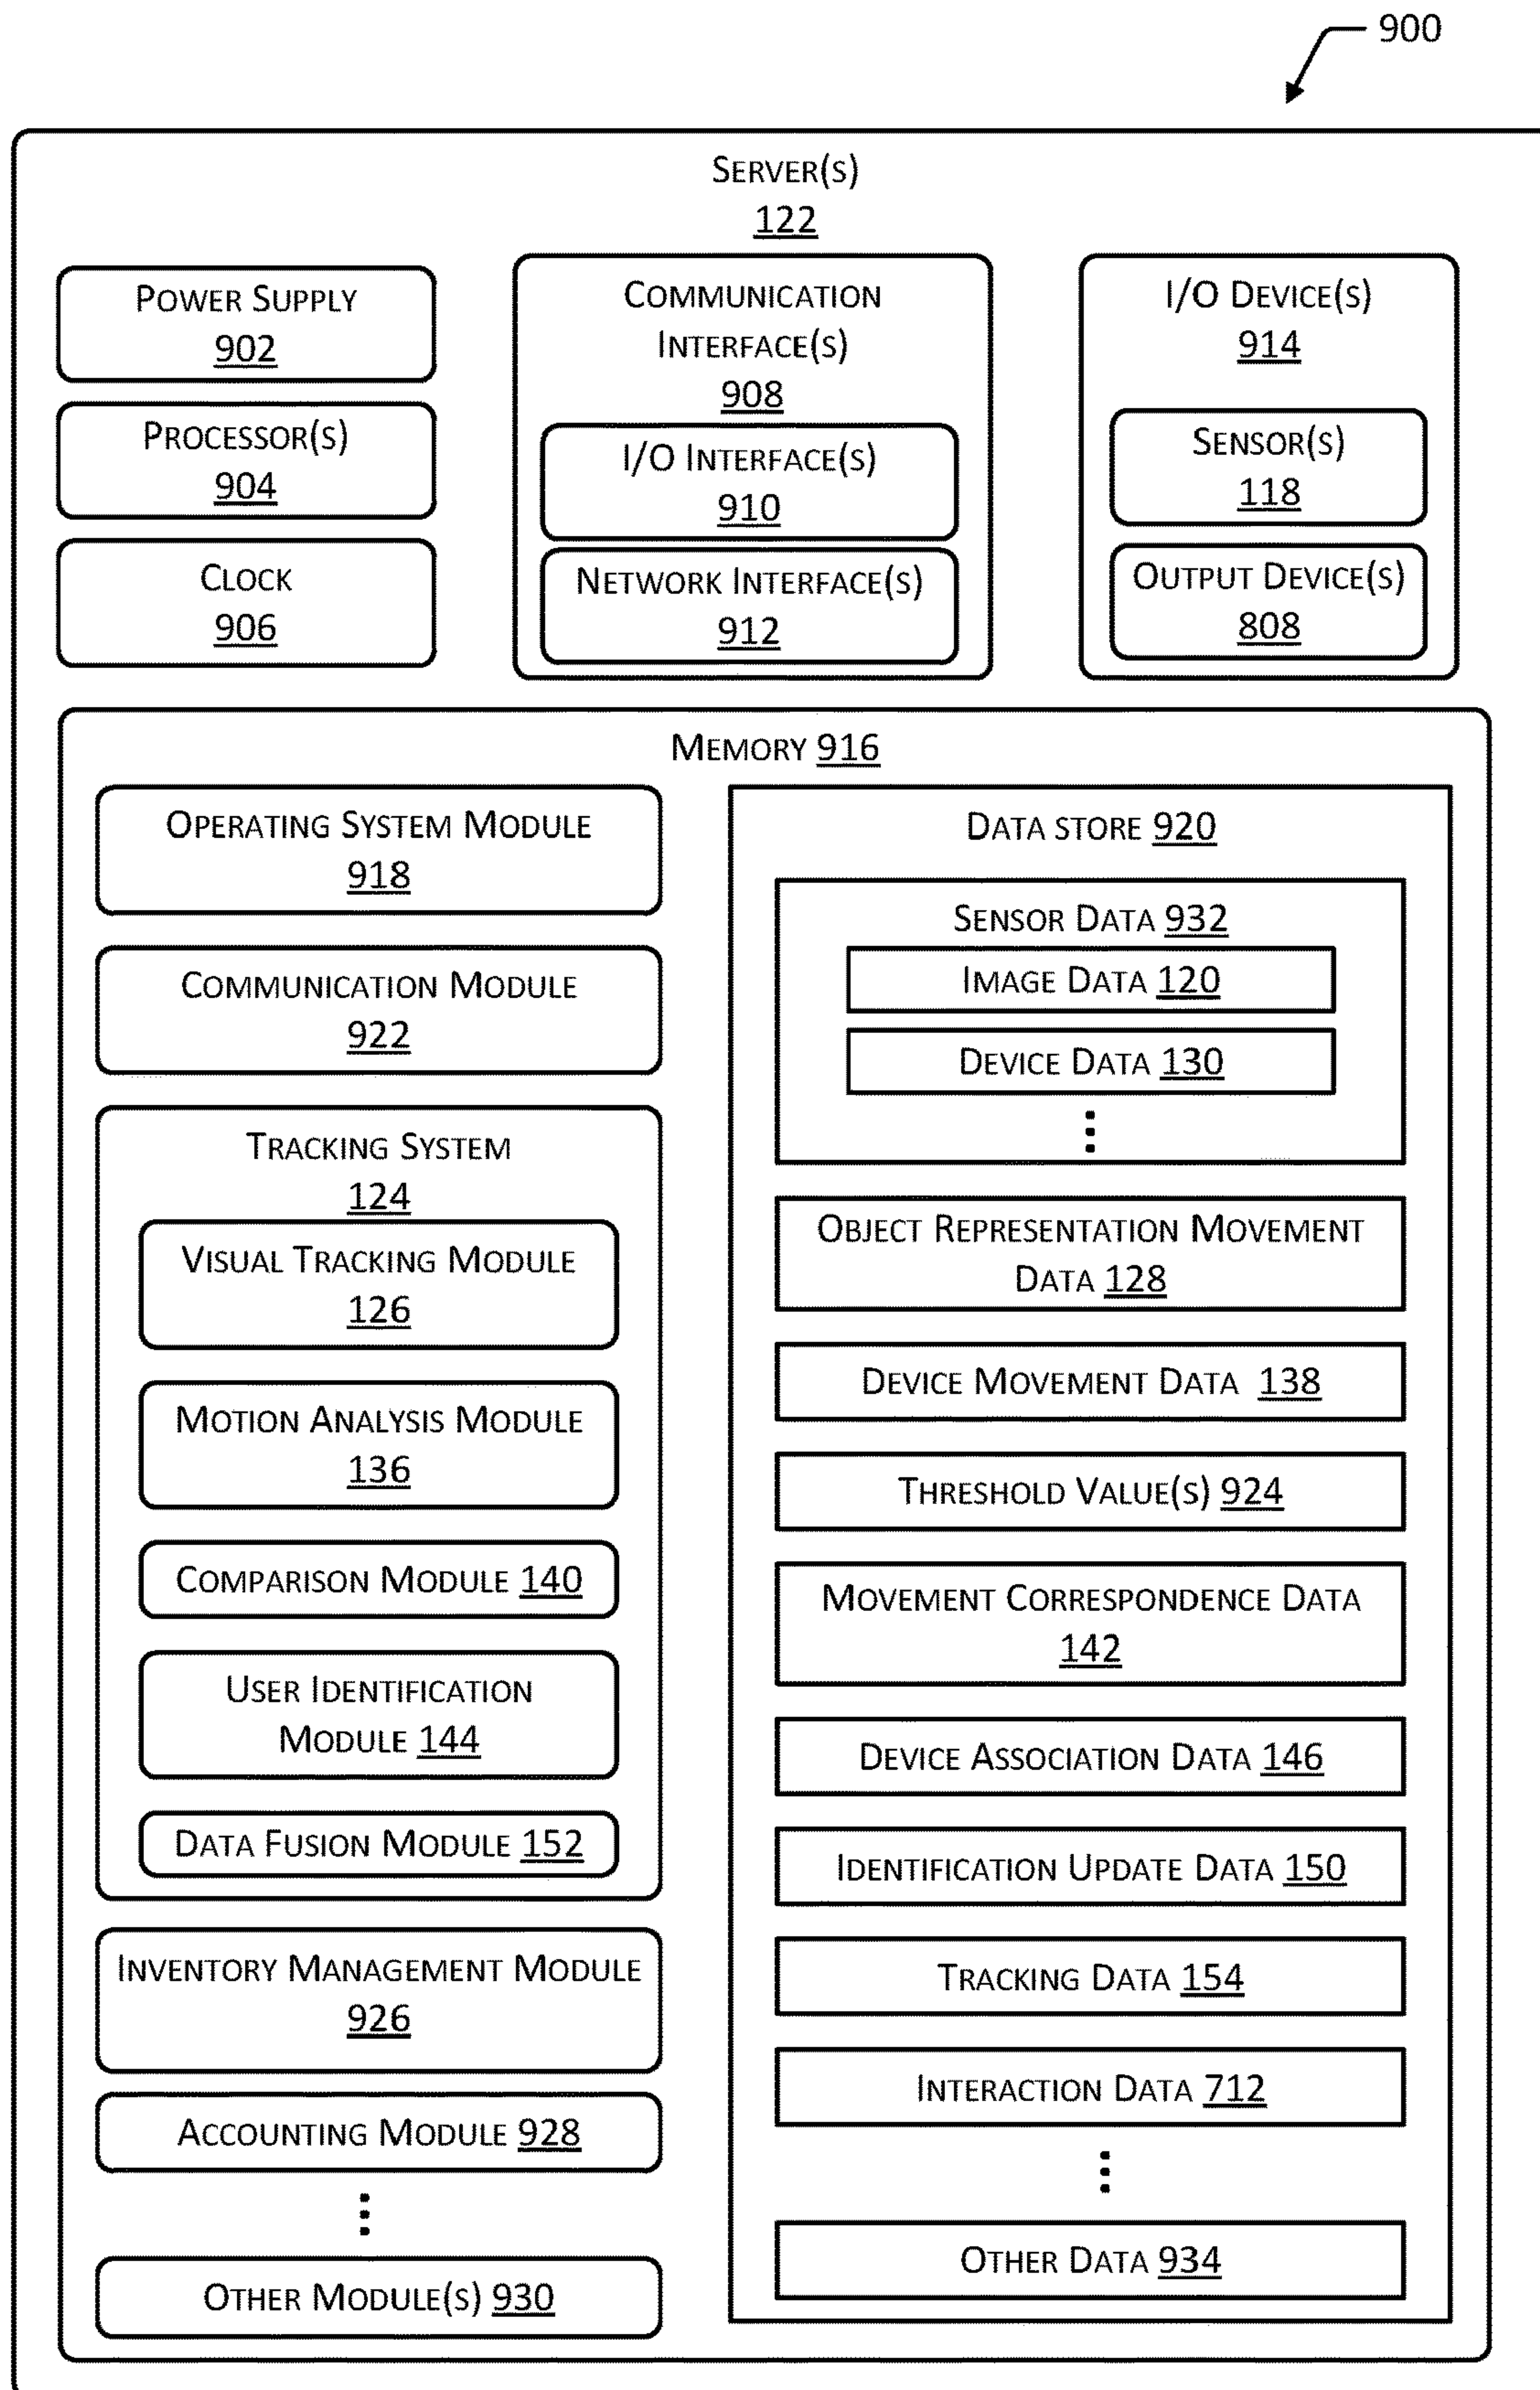 900
SERVER(S)
122
POWER SUPPLY
902
PROCESSOR(S)
904
CLOCK
906
COMMUNICATION
INTERFACE(S)
908
I/O INTERFACE(S)
910
NETWORK INTERFACE(S)
912
I/O DEVICE(S)
914
SENSOR(S)
118
OUTPUT DEVICE(S)
808
MEMORY 916
OPERATING SYSTEM MODULE
918
COMMUNICATION MODULE
922
TRACKING SYSTEM
124
VISUAL TRACKING MODULE
126
MOTION ANALYSIS MODULE
136
COMPARISON MODULE 140
USER IDENTIFICATION
MODULE 144
DATA FUSION MODULE 152
INVENTORY MANAGEMENT MODULE
926
ACCOUNTING MODULE 928
OTHER MODULE(S) 930
DATA STORE 920
SENSOR DATA 932
IMAGE DATA 120
DEVICE DATA 130
OBJECT REPRESENTATION MOVEMENT
DATA 128
DEVICE MOVEMENT DATA 138
THRESHOLD VALUE(S) 924
MOVEMENT CORRESPONDENCE DATA
142
DEVICE ASSOCIATION DATA 146
IDENTIFICATION UPDATE DATA 150
TRACKING DATA 154
INTERACTION DATA 712
OTHER DATA 934